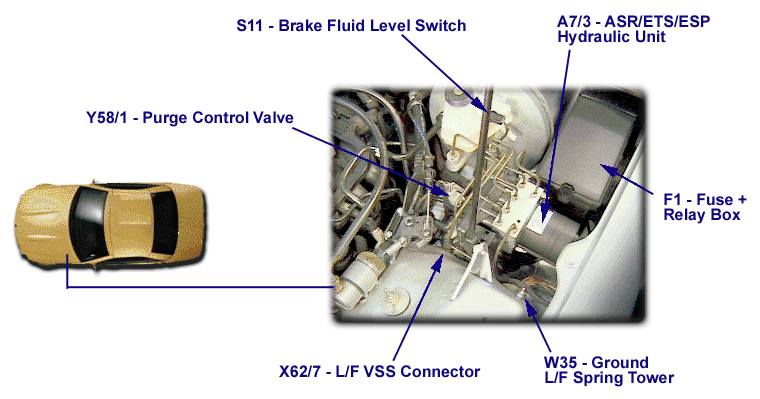 S11 - Brake Fluid Level Switch
A7/3 - ASR/ETS/ESP
Hydraulic Unit
Y58/1 - Purge Control Valve
F1 - Fuse +
Relay Box
X62/7 - L/F VSS Connector
W35 - Ground
L/F Spring Tower